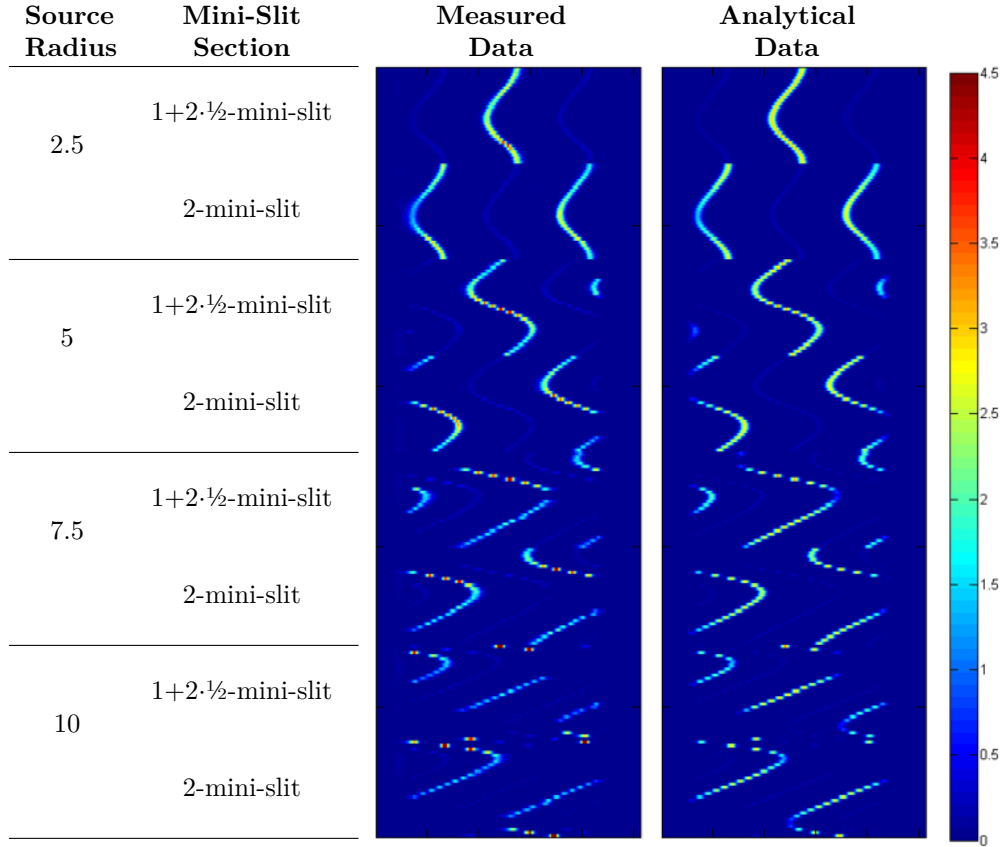 Source Radius
Mini-Slit Section
Measured Data
Analytical Data
2.5
1+2·½-mini-slit
2-mini-slit
5
1+2·½-mini-slit
2-mini-slit
7.5
1+2·½-mini-slit
2-mini-slit
10
1+2·½-mini-slit
2-mini-slit
4.5
4
3.5
3
2.5
2
1.5
1
0.5
0